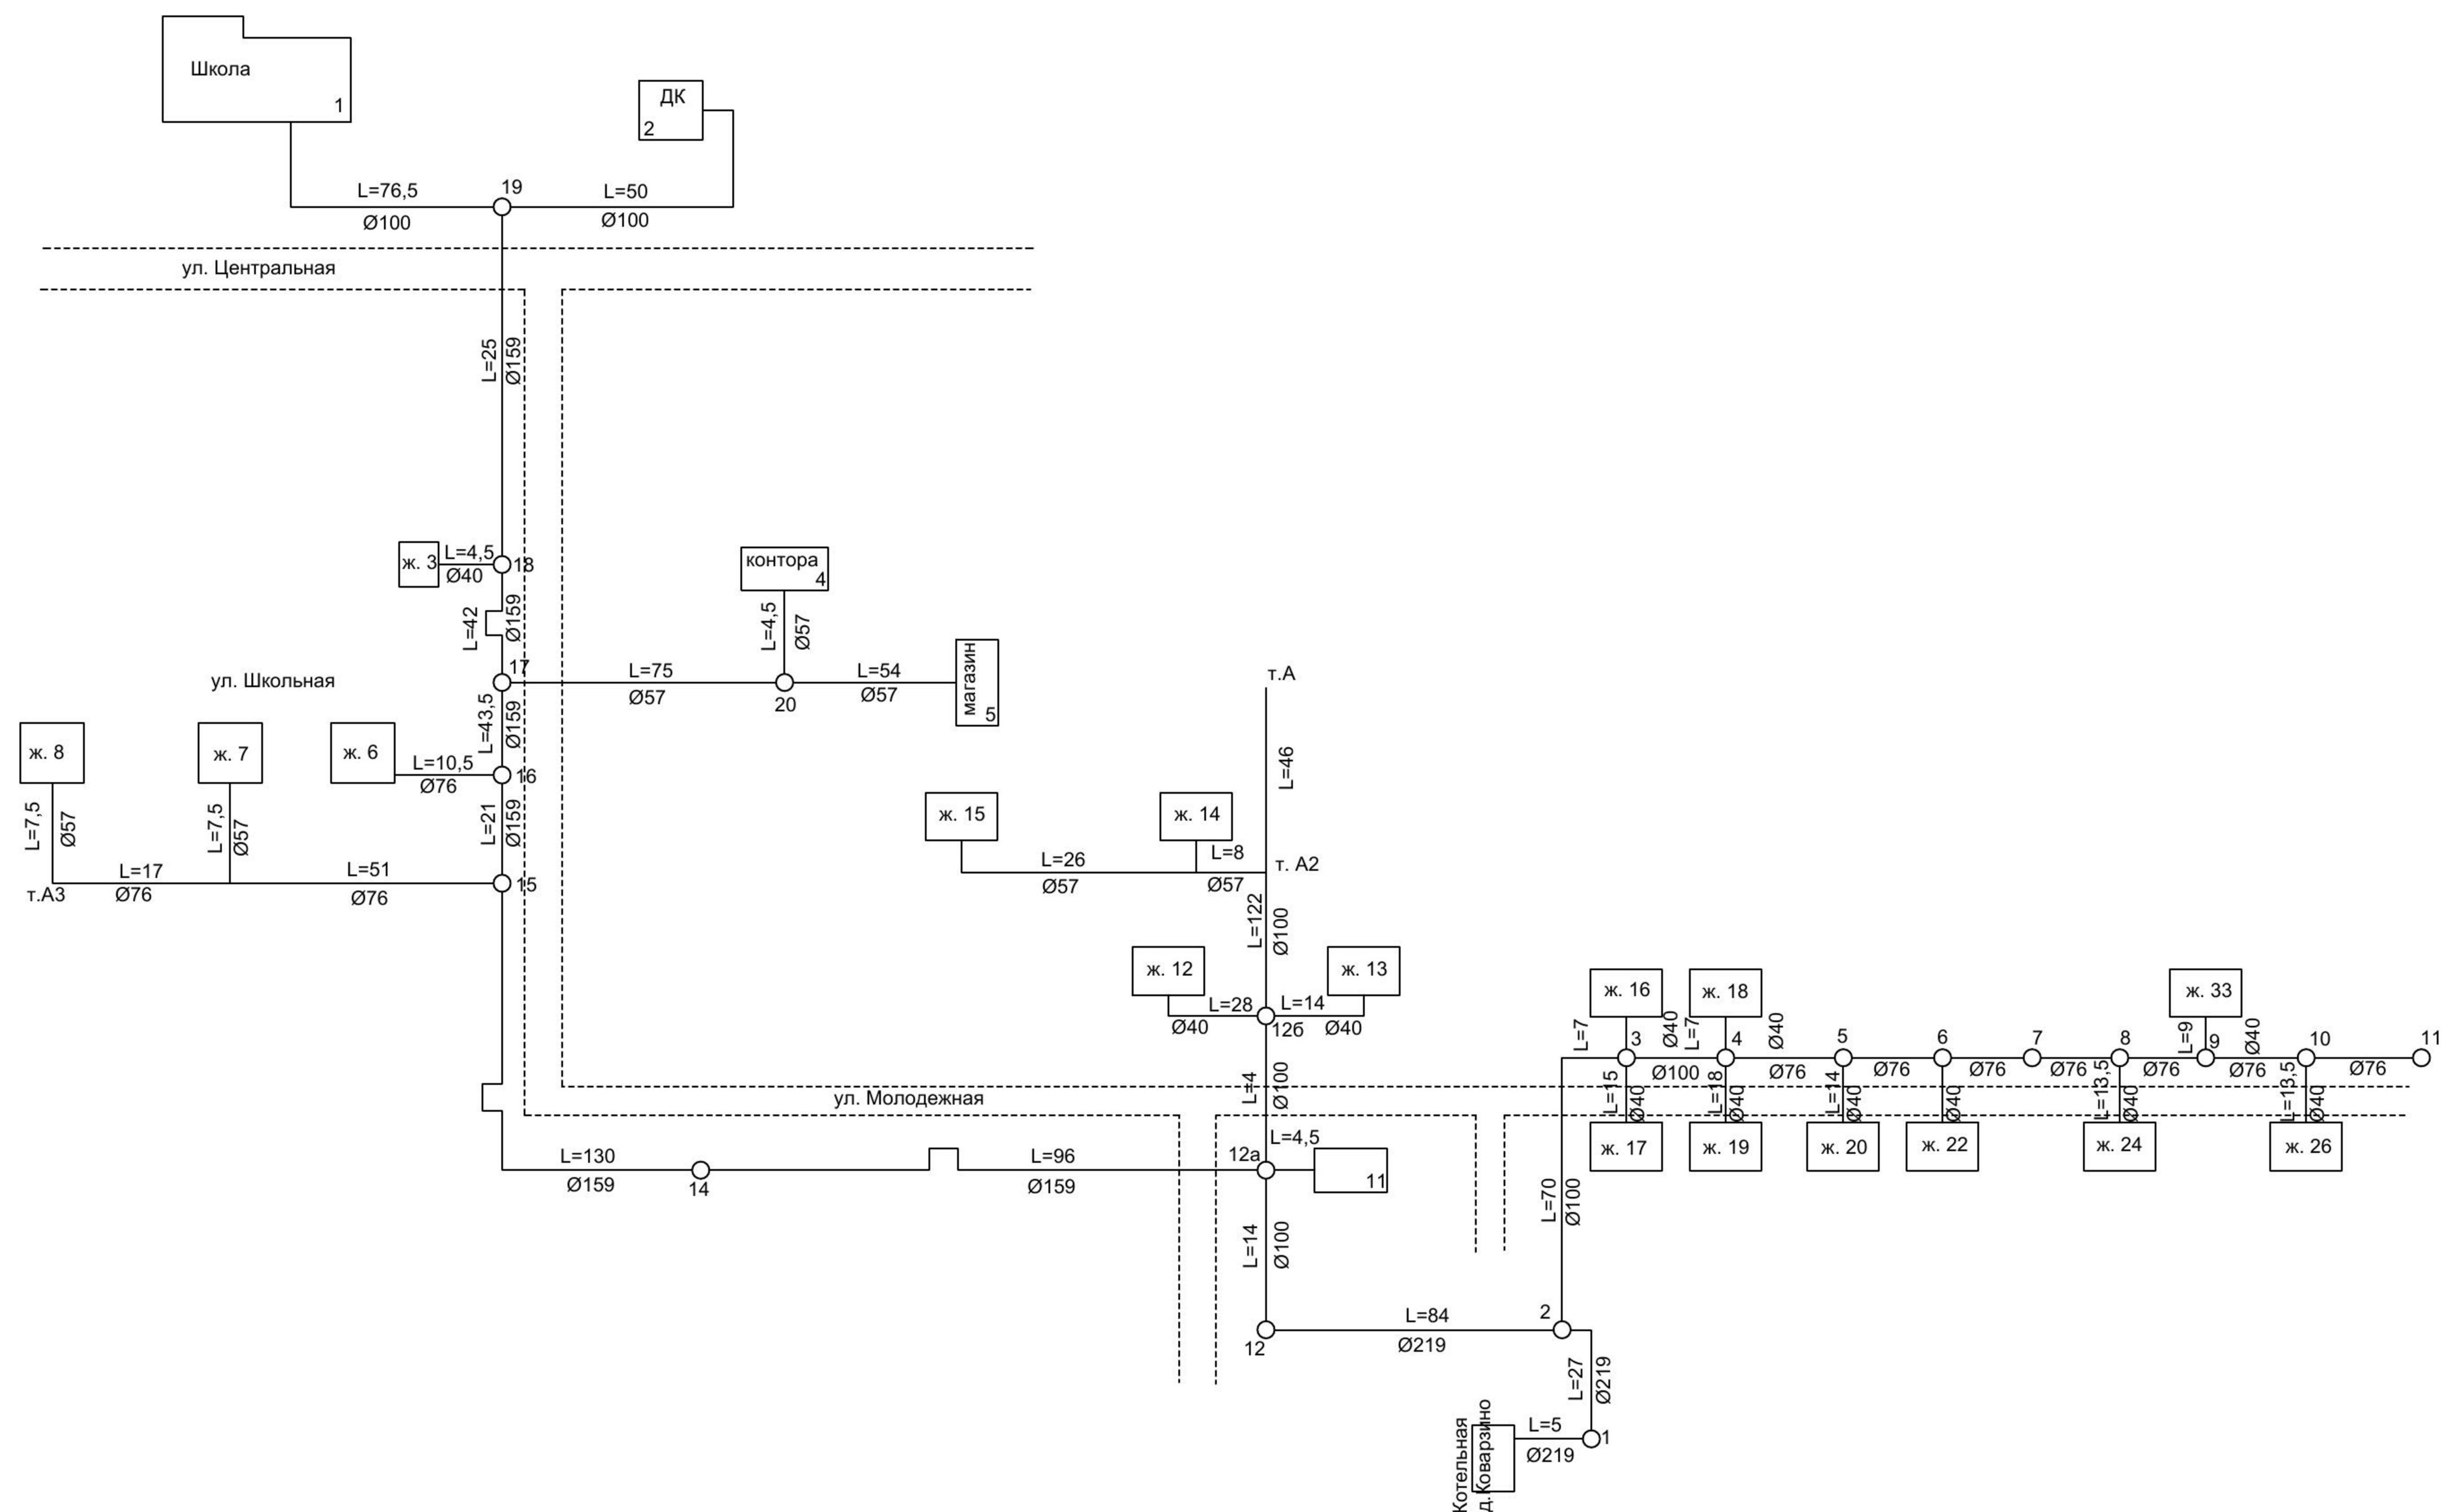 Школа
1
ДК
2
L=76,5
Ø100
19
L=50
Ø100
ул. Центральная
L=25
Ø159
ж. 3
L=4,5
Ø40
18
L=42
Ø159
контора
4
L=4,5
Ø57
17
L=75
Ø57
20
L=54
Ø57
магазин
5
ул. Школьная
L=43,5
Ø159
ж. 8
ж. 7
ж. 6
L=10,5
Ø76
16
L=7,5
Ø57
L=7,5
Ø57
L=21
Ø159
L=17
Ø76
т.А3
L=51
Ø76
15
т.А
L=46
ж. 15
ж. 14
L=26
Ø57
L=8
Ø57
т. А2
L=122
Ø100
ж. 12
ж. 13
L=28
Ø40
L=14
Ø40
12б
L=4
Ø100
ул. Молодежная
L=130
Ø159
14
L=96
Ø159
12а
L=4,5
11
L=14
Ø100
12
L=84
Ø219
2
L=70
Ø100
L=27
Ø219
Котельная
д.Коварзино
L=5
Ø219
1
ж. 16
ж. 18
ж. 33
L=7
3
Ø40
L=7
4
Ø40
5
6
7
8
L=9
9
Ø40
10
11
Ø100
Ø76
Ø76
Ø76
Ø76
Ø76
Ø76
Ø76
L=15
Ø40
L=18
Ø40
L=14
Ø40
Ø40
L=13,5
Ø40
L=13,5
Ø40
ж. 17
ж. 19
ж. 20
ж. 22
ж. 24
ж. 26